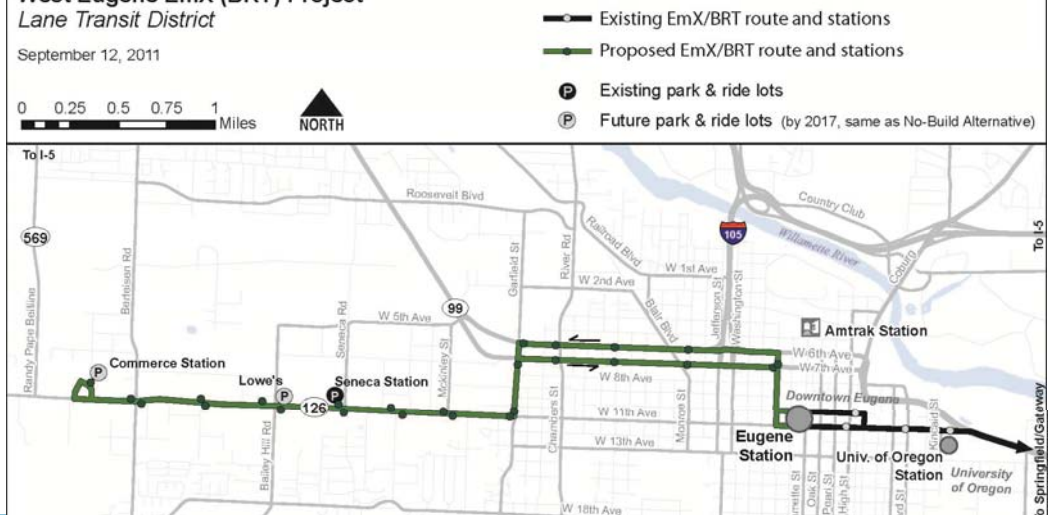 West Eugene EmX (BRT) Project
Lane Transit District
September 12, 2011
0 0.25 0.5 0.75 1
Miles
NORTH
Existing EmX/BRT route and stations
Proposed EmX/BRT route and stations
P Existing park & ride lots
P Future park & ride lots (by 2017, same as No-Build Alternative)
To I-5
Roosevelt Blvd
Country Club
569
Railroad Blvd
105
Willamette River
To I-5
Bertelsen Rd
Garfield St
River Rd
W 1st Ave
Coburg
W 2nd Ave
Jefferson St
Washington St
99
Blair Blvd
Seneca Rd
W 5th Ave
Amtrak Station
Randy Pape Beltline
McKinley St
W 6th Ave
W 7th Ave
P Commerce Station
W 8th Ave
Lowe's
P
P
Seneca Station
126
Downtown Eugene
Kincaid St
Chambers St
Monroe St
W 11th Ave
Bailey Hill Rd
W 13th Ave
Eugene
Station
Univ. of Oregon
Station
University
of Oregon
Oak St
Pearl St
High St
W 18th Ave
o Springfield/Gateway